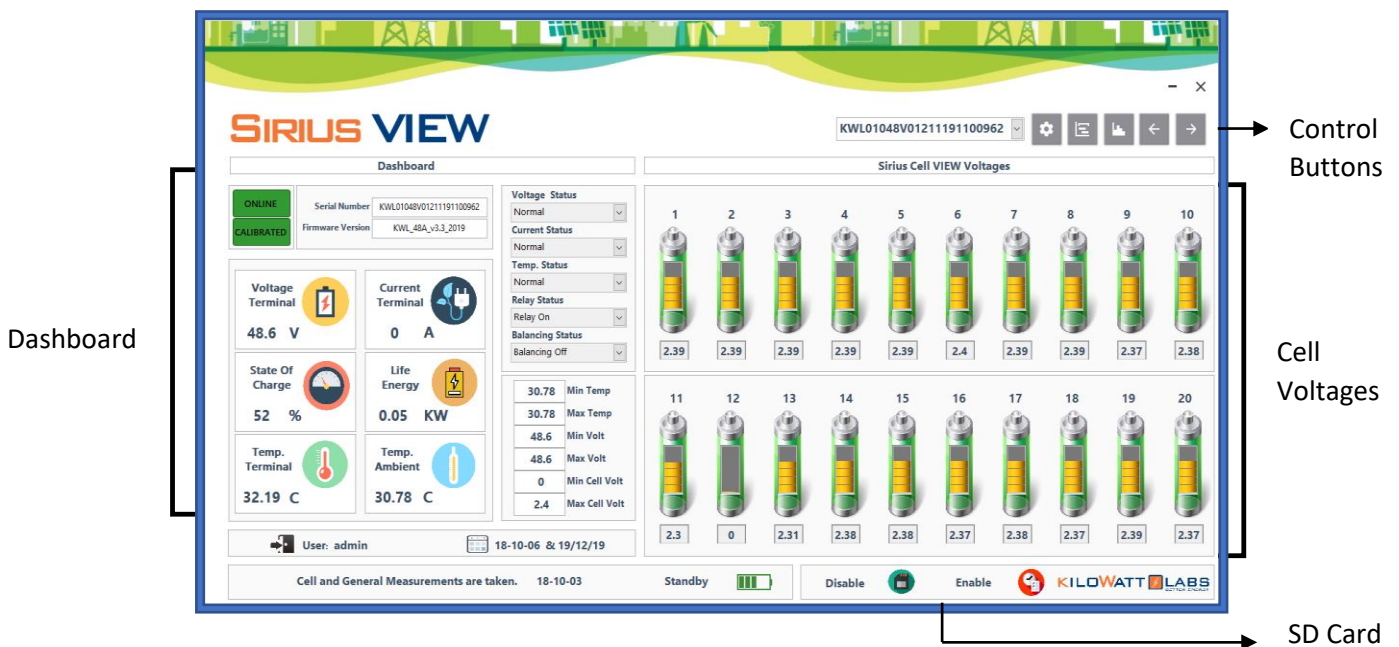 SIRIUS VIEW
KWL01048V01211191100962
Control
Buttons
Dashboard
Dashboard
ONLINE
CALIBRATED
Serial Number KWL01048V01211191100962
Firmware Version KWL_48A_v3.3_2019
Voltage
Terminal
48.6 V
Current
Terminal
0 A
State Of
Charge
52 %
Life
Energy
0.05 KW
Temp.
Terminal
32.19 C
Temp.
Ambient
30.78 C
Voltage Status
Normal
Current Status
Normal
Temp. Status
Normal
Relay Status
Relay On
Balancing Status
Balancing Off
30.78 Min Temp
30.78 Max Temp
48.6 Min Volt
48.6 Max Volt
0 Min Cell Volt
2.4 Max Cell Volt
User: admin
18-10-06 & 19/12/19
Sirius Cell VIEW Voltages
1 2 3 4 5 6 7 8 9 10
2.39 2.39 2.39 2.39 2.39 2.4 2.39 2.39 2.37 2.38
11 12 13 14 15 16 17 18 19 20
2.3 0 2.31 2.38 2.38 2.37 2.38 2.37 2.39 2.37
Cell
Voltages
Cell and General Measurements are taken. 18-10-03
Standby
Disable
Enable
KILOWATT LABS
SD Card